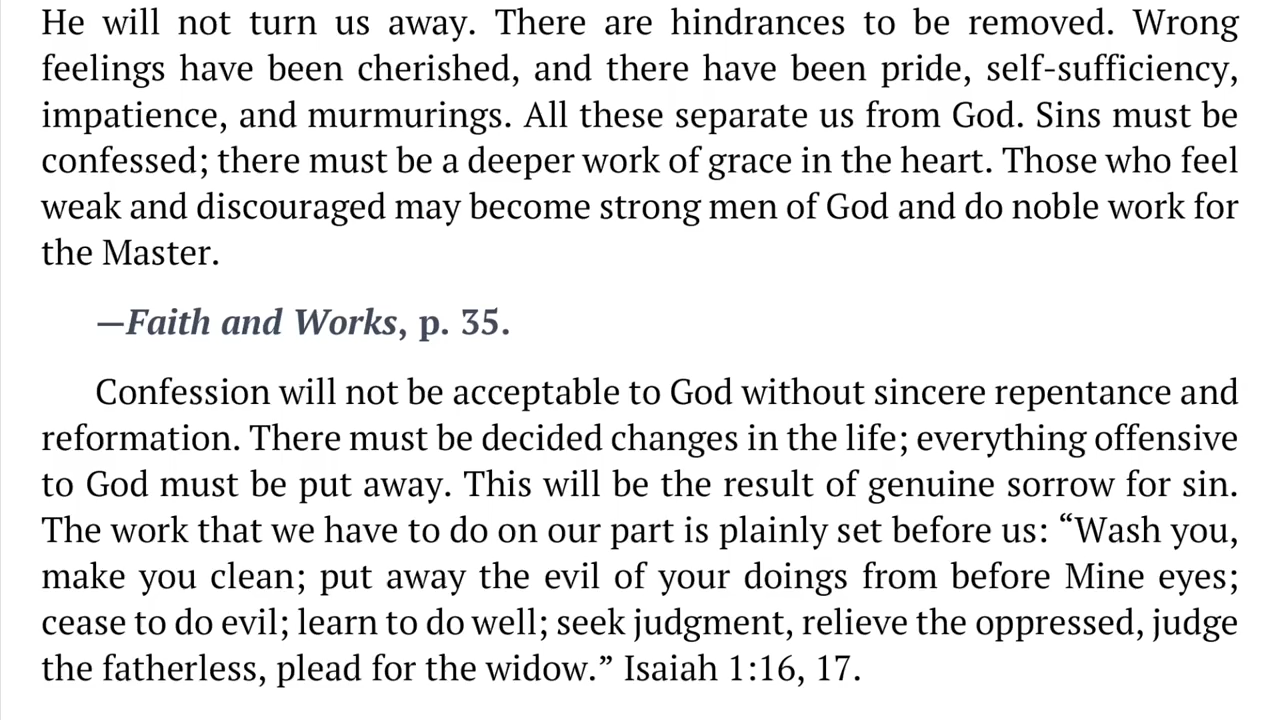 He will not turn us away. There are hindrances to be removed. Wrong
feelings have been cherished, and there have been pride, self-sufficiency,
impatience, and murmurings. All these separate us from God. Sins must be
confessed; there must be a deeper work of grace in the heart. Those who feel
weak and discouraged may become strong men of God and do noble work for
the Master.
—Faith and Works, p. 35.
Confession will not be acceptable to God without sincere repentance and
reformation. There must be decided changes in the life; everything offensive
to God must be put away. This will be the result of genuine sorrow for sin.
The work that we have to do on our part is plainly set before us: “Wash you,
make you clean; put away the evil of your doings from before Mine eyes;
cease to do evil; learn to do well; seek judgment, relieve the oppressed, judge
the fatherless, plead for the widow.” Isaiah 1:16, 17.